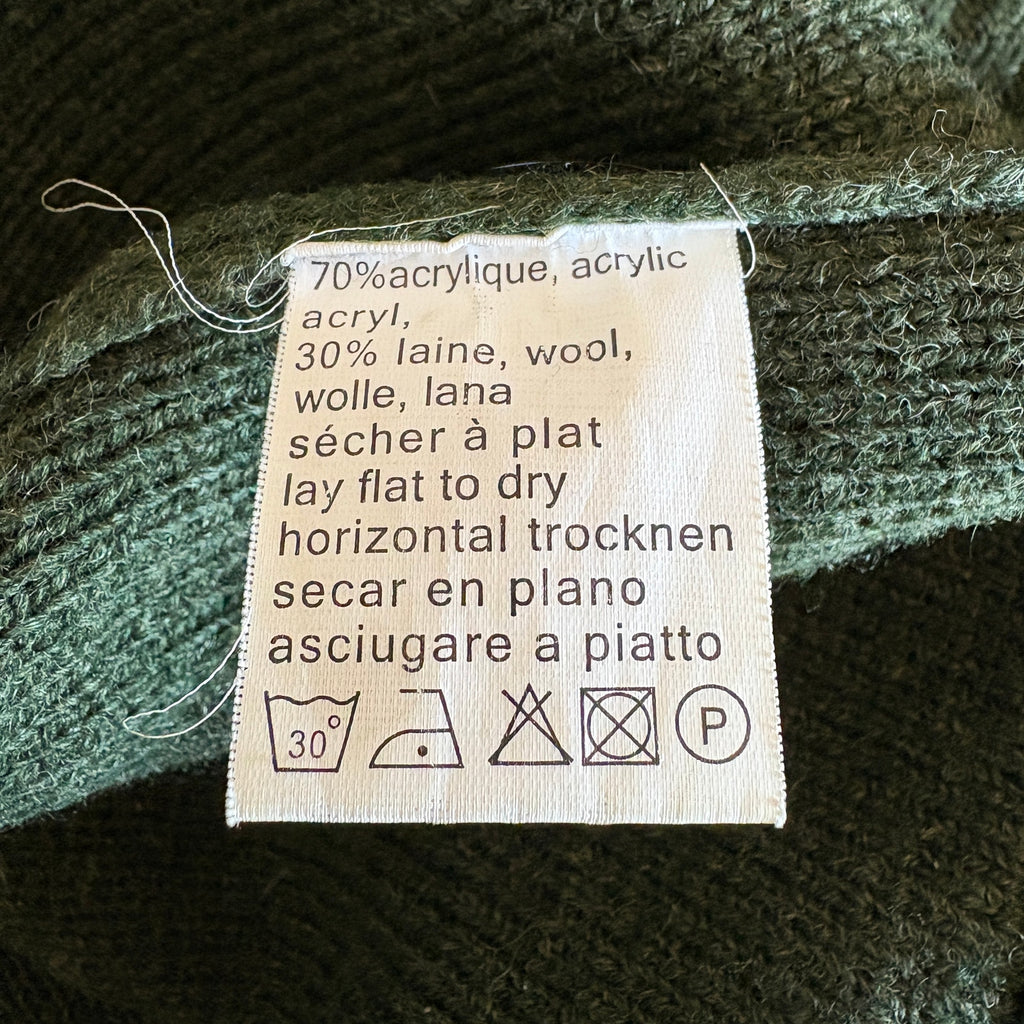 70%acrylique, acrylic
acryl,
30% laine, wool,
wolle, lana
sécher à plat
lay flat to dry
horizontal trocknen
secar en plano
asciugare a piatto
30° P